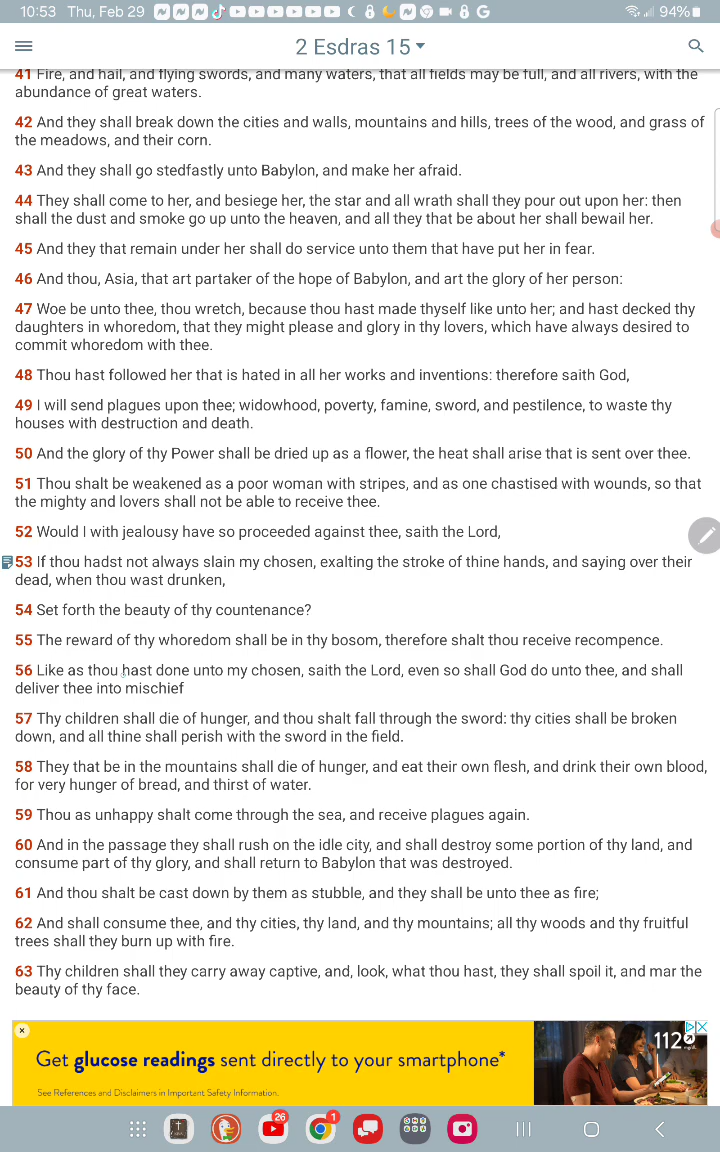 10:53 Thu, Feb 29 94%
2 Esdras 15
41 Fire, and hail, and flying swords, and many waters, that all fields may be full, and all rivers, with the
abundance of great waters.
42 And they shall break down the cities and walls, mountains and hills, trees of the wood, and grass of
the meadows, and their corn.
43 And they shall go stedfastly unto Babylon, and make her afraid.
44 They shall come to her, and besiege her, the star and all wrath shall they pour out upon her: then
shall the dust and smoke go up unto the heaven, and all they that be about her shall bewail her.
45 And they that remain under her shall do service unto them that have put her in fear.
46 And thou, Asia, that art partaker of the hope of Babylon, and art the glory of her person:
47 Woe be unto thee, thou wretch, because thou hast made thyself like unto her; and hast decked thy
daughters in whoredom, that they might please and glory in thy lovers, which have always desired to
commit whoredom with thee.
48 Thou hast followed her that is hated in all her works and inventions: therefore saith God,
49 I will send plagues upon thee; widowhood, poverty, famine, sword, and pestilence, to waste thy
houses with destruction and death.
50 And the glory of thy Power shall be dried up as a flower, the heat shall arise that is sent over thee.
51 Thou shalt be weakened as a poor woman with stripes, and as one chastised with wounds, so that
the mighty and lovers shall not be able to receive thee.
52 Would I with jealousy have so proceeded against thee, saith the Lord,
53 If thou hadst not always slain my chosen, exalting the stroke of thine hands, and saying over their
dead, when thou wast drunken,
54 Set forth the beauty of thy countenance?
55 The reward of thy whoredom shall be in thy bosom, therefore shalt thou receive recompence.
56 Like as thou hast done unto my chosen, saith the Lord, even so shall God do unto thee, and shall
deliver thee into mischief
57 Thy children shall die of hunger, and thou shalt fall through the sword: thy cities shall be broken
down, and all thine shall perish with the sword in the field.
58 They that be in the mountains shall die of hunger, and eat their own flesh, and drink their own blood,
for very hunger of bread, and thirst of water.
59 Thou as unhappy shalt come through the sea, and receive plagues again.
60 And in the passage they shall rush on the idle city, and shall destroy some portion of thy land, and
consume part of thy glory, and shall return to Babylon that was destroyed.
61 And thou shalt be cast down by them as stubble, and they shall be unto thee as fire;
62 And shall consume thee, and thy cities, thy land, and thy mountains; all thy woods and thy fruitful
trees shall they burn up with fire.
63 Thy children shall they carry away captive, and, look, what thou hast, they shall spoil it, and mar the
beauty of thy face.
112
Get glucose readings sent directly to your smartphone*
See References and Disclaimers in Important Safety Information.
26
1